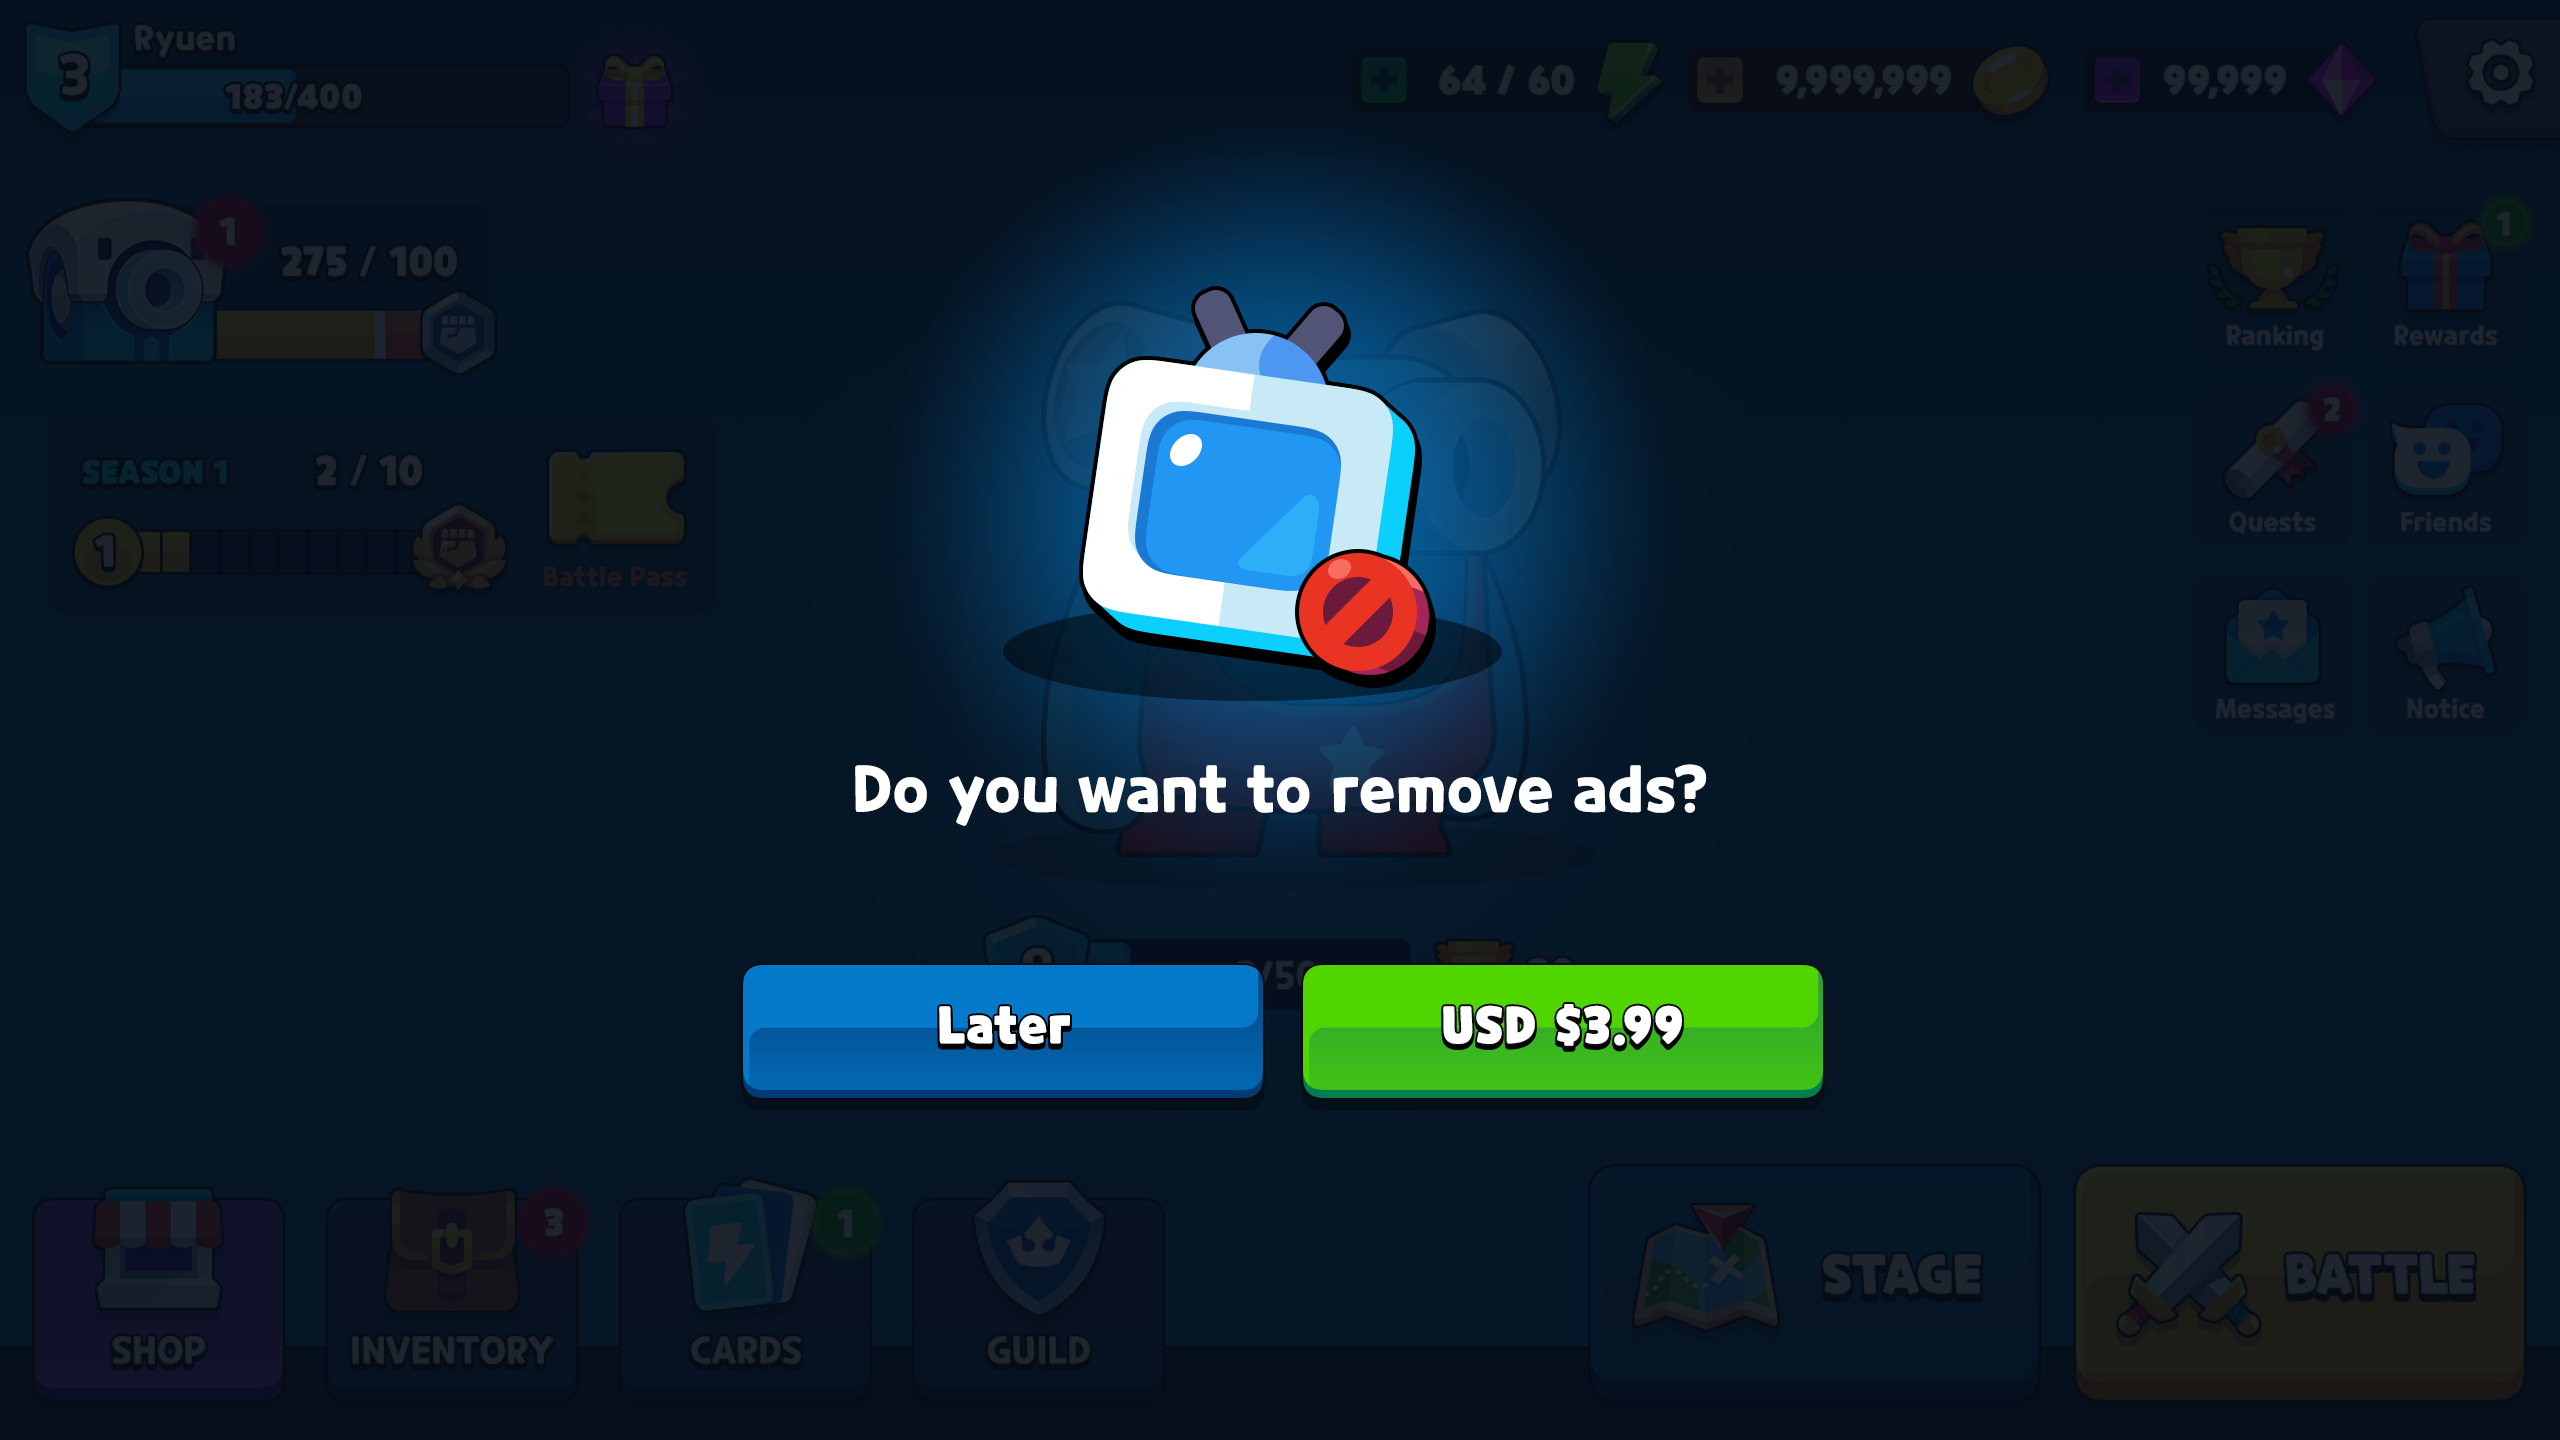 Ryuen
3
183/400
64 / 60
9,999,999
99,999
1
275 / 100
SEASON 1
2 / 10
1
Battle Pass
1
Ranking
Rewards
2
Quests
Friends
Messages
Notice
Do you want to remove ads?
/50
Later
USD $3.99
SHOP
3
INVENTORY
1
CARDS
GUILD
STAGE
BATTLE